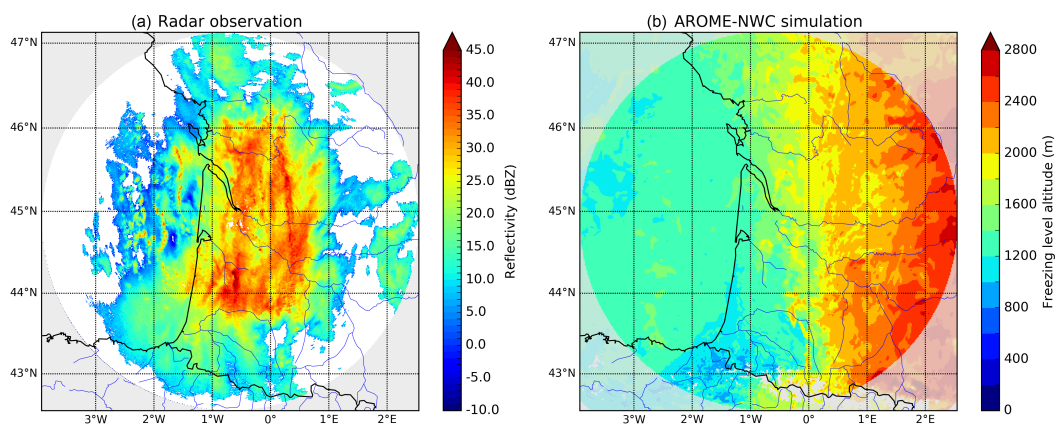 (a) Radar observation
47°N
46°N
45°N
44°N
43°N
3°W 2°W 1°W 0° 1°E 2°E
45.0
40.0
35.0
30.0
25.0
20.0
15.0
10.0
5.0
0.0
-5.0
-10.0
Reflectivity (dBZ)
(b) AROME-NWC simulation
47°N
46°N
45°N
44°N
43°N
3°W 2°W 1°W 0° 1°E 2°E
2800
2400
2000
1600
1200
800
400
0
Freezing level altitude (m)